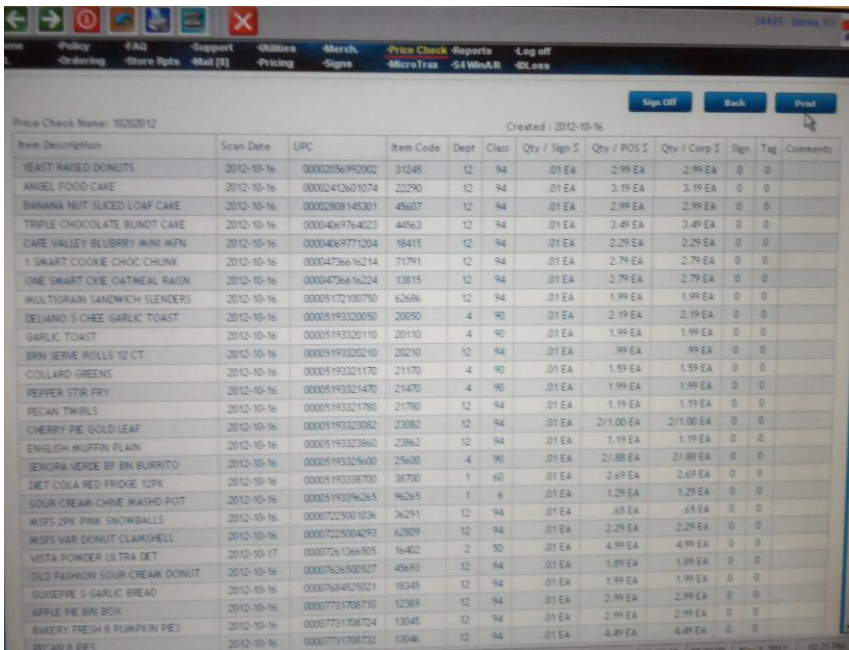 24485- Berea, KY
-Policy -FAQ -Support -Utilities -Merch. -Price Check -Reports -Log off
-Ordering -Store Rpts -Mail [8] -Pricing -Signs -MicroTrax -S4 WinAR -IDLoss
Sign Off Back Print
Price Check Name: 10202012 Created : 2012-10-16
Item Description Scan Date UPC Item Code Dept Class Qty / Sign $ Qty / POS $ Qty / Corp $ Sign Tag Comments
YEAST RAISED DONUTS 2012-10-16 00002056992002 31245 12 94 .01 EA 2.99 EA 2.99 EA 0 0
ANGEL FOOD CAKE 2012-10-16 00002412601074 22290 12 94 .01 EA 3.19 EA 3.19 EA 0 0
BANANA NUT SLICED LOAF CAKE 2012-10-16 00002808145301 45607 12 94 .01 EA 2.99 EA 2.99 EA 0 0
TRIPLE CHOCOLATE BUNDT CAKE 2012-10-16 00004069764023 44563 12 94 .01 EA 3.49 EA 3.49 EA 0 0
CAFE VALLEY BLUBRRY MINI MFN 2012-10-16 00004069771204 18415 12 94 .01 EA 2.29 EA 2.29 EA 0 0
1 SMART COOKIE CHOC CHUNK 2012-10-16 00004736616214 71791 12 94 .01 EA 2.79 EA 2.79 EA 0 0
ONE SMART CKIE OATMEAL RAISN 2012-10-16 00004736616224 13815 12 94 .01 EA 2.79 EA 2.79 EA 0 0
MULTIGRAIN SANDWICH SLENDERS 2012-10-16 00005172100750 62686 12 94 .01 EA 1.99 EA 1.99 EA 0 0
DELIANO S CHEE GARLIC TOAST 2012-10-16 00005193320050 20050 4 90 .01 EA 2.19 EA 2.19 EA 0 0
GARLIC TOAST 2012-10-16 00005193320110 20110 4 90 .01 EA 1.99 EA 1.99 EA 0 0
BRN SERVE ROLLS 12 CT 2012-10-16 00005193320210 20210 12 94 .01 EA .99 EA .99 EA 0 0
COLLARD GREENS 2012-10-16 00005193321170 21170 4 90 .01 EA 1.59 EA 1.59 EA 0 0
PEPPER STIR FRY 2012-10-16 00005193321470 21470 4 90 .01 EA 1.99 EA 1.99 EA 0 0
PECAN TWIRLS 2012-10-16 00005193321780 21780 12 94 .01 EA 1.19 EA 1.19 EA 0 0
CHERRY PIE GOLD LEAF 2012-10-16 00005193323082 23082 12 94 .01 EA 2/1.00 EA 2/1.00 EA 0 0
ENGLISH MUFFIN PLAIN 2012-10-16 00005193323860 23862 12 94 .01 EA 1.19 EA 1.19 EA 0 0
SENORA VERDE BF BN BURRITO 2012-10-16 00005193325600 25600 4 90 .01 EA 2/.88 EA 2/.88 EA 0 0
DIET COLA RED FRIDGE 12PK 2012-10-16 00005193338700 38700 1 60 .01 EA 2.69 EA 2.69 EA 0 0
SOUR CREAM CHIVE MASHD POT 2012-10-16 00005193396265 96265 1 6 .01 EA 1.29 EA 1.29 EA 0 0
MSFS 2PK PINK SNOWBALLS 2012-10-16 00007225001036 36291 12 94 .01 EA .65 EA .65 EA 0 0
MSFS VAR DONUT CLAMSHELL 2012-10-16 00007225004293 62809 12 94 .01 EA 2.29 EA 2.29 EA 0 0
VISTA POWDER ULTRA DET 2012-10-17 00007261366505 16402 2 50 .01 EA 4.99 EA 4.99 EA 0 0
OLD FASHION SOUR CREAM DONUT 2012-10-16 00007626500527 45693 12 94 .01 EA 1.89 EA 1.89 EA 0 0
GUISEPPE S GARLIC BREAD 2012-10-16 00007684525021 18345 12 94 .01 EA 1.99 EA 1.99 EA 0 0
APPLE PIE BIN BOX 2012-10-16 00007731708710 12385 12 94 .01 EA 2.99 EA 2.99 EA 0 0
BAKERY FRESH 8 PUMPKIN PIES 2012-10-16 00007731708724 13045 12 94 .01 EA 2.99 EA 2.99 EA 0 0
PECAN 8 PIES 2012-10-16 00007731708732 13046 12 94 .01 EA 4.49 EA 4.49 EA 0 0